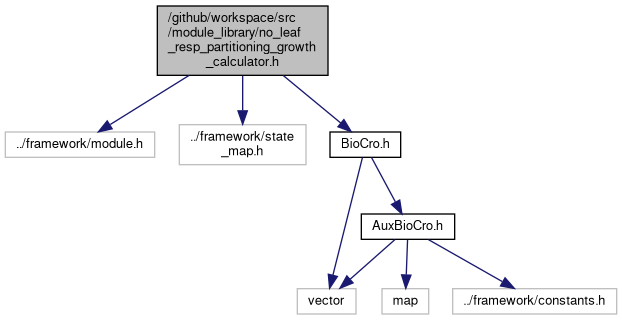 /github/workspace/src
/module_library/no_leaf
_resp_partitioning_growth
_calculator.h
../framework/module.h
../framework/state
_map.h
BioCro.h
AuxBioCro.h
vector
map
../framework/constants.h